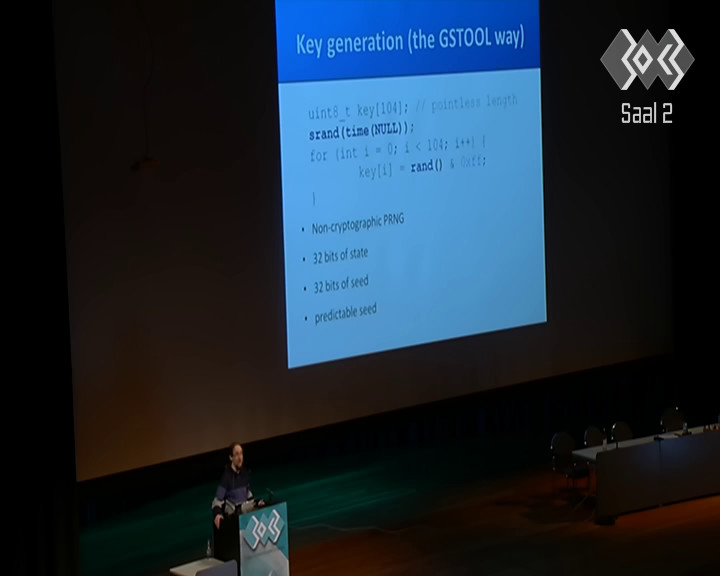 Key generation (the GSTOOL way)
uint8_t key[104]; // pointless length
srand(time(NULL));
for (int i = 0; i < 104; i++) {
key[i] = rand() & 0xff;
}
• Non-cryptographic PRNG
• 32 bits of state
• 32 bits of seed
• predictable seed
Saal 2